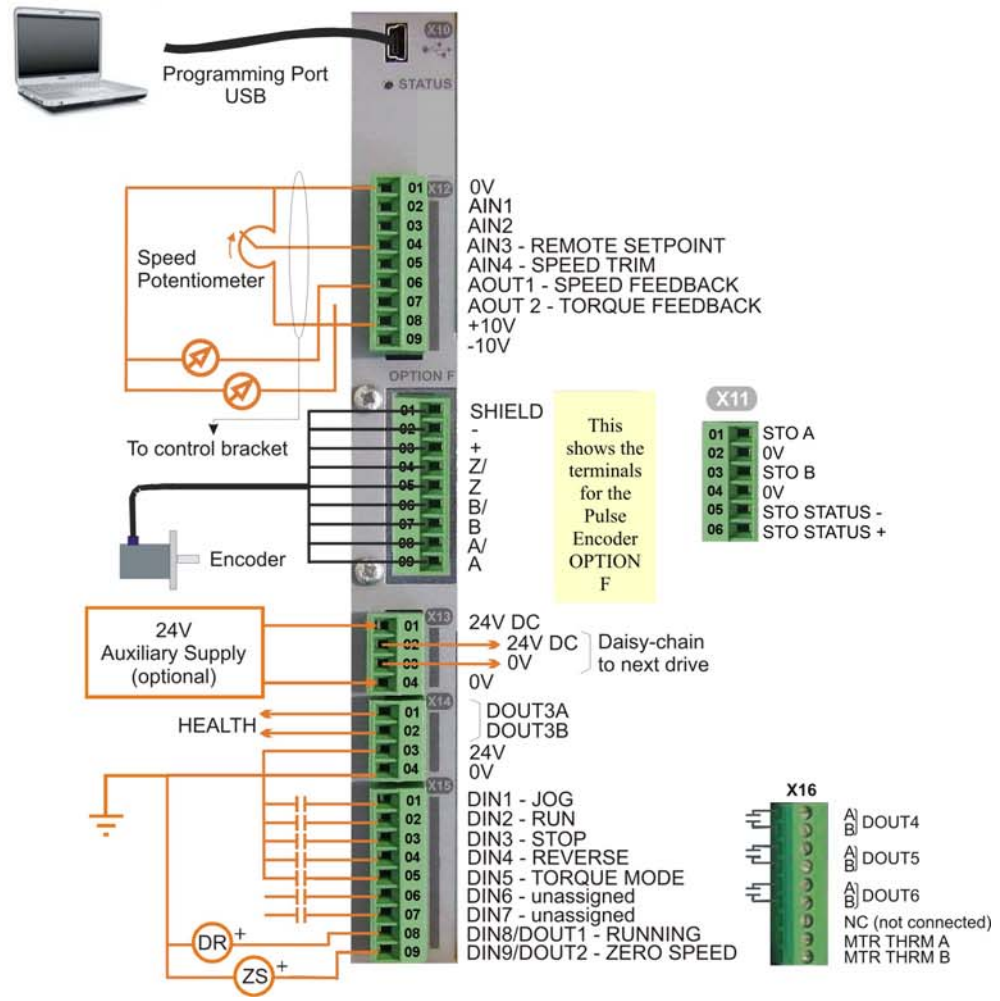 X10
Programming Port
USB
STATUS
01 X12 0V
02 AIN1
03 AIN2
04 AIN3 - REMOTE SETPOINT
05 AIN4 - SPEED TRIM
06 AOUT1 - SPEED FEEDBACK
07 AOUT 2 - TORQUE FEEDBACK
08 +10V
09 -10V
Speed
Potentiometer
OPTION F
To control bracket
01 SHIELD
02 -
03 +
04 Z/
05 Z
06 B/
07 B
08 A/
09 A
Encoder
This
shows the
terminals
for the
Pulse
Encoder
OPTION
F
X11
01 STO A
02 0V
03 STO B
04 0V
05 STO STATUS -
06 STO STATUS +
24V
Auxiliary Supply
(optional)
X13
01 24V DC
02 24V DC
03 0V
04 0V
Daisy-chain
to next drive
HEALTH
X14
01 DOUT3A
02 DOUT3B
03 24V
04 0V
X15
01 DIN1 - JOG
02 DIN2 - RUN
03 DIN3 - STOP
04 DIN4 - REVERSE
05 DIN5 - TORQUE MODE
06 DIN6 - unassigned
07 DIN7 - unassigned
08 DIN8/DOUT1 - RUNNING
09 DIN9/DOUT2 - ZERO SPEED
DR +
ZS +
X16
A
B DOUT4
A
B DOUT5
A
B DOUT6
NC (not connected)
MTR THRM A
MTR THRM B